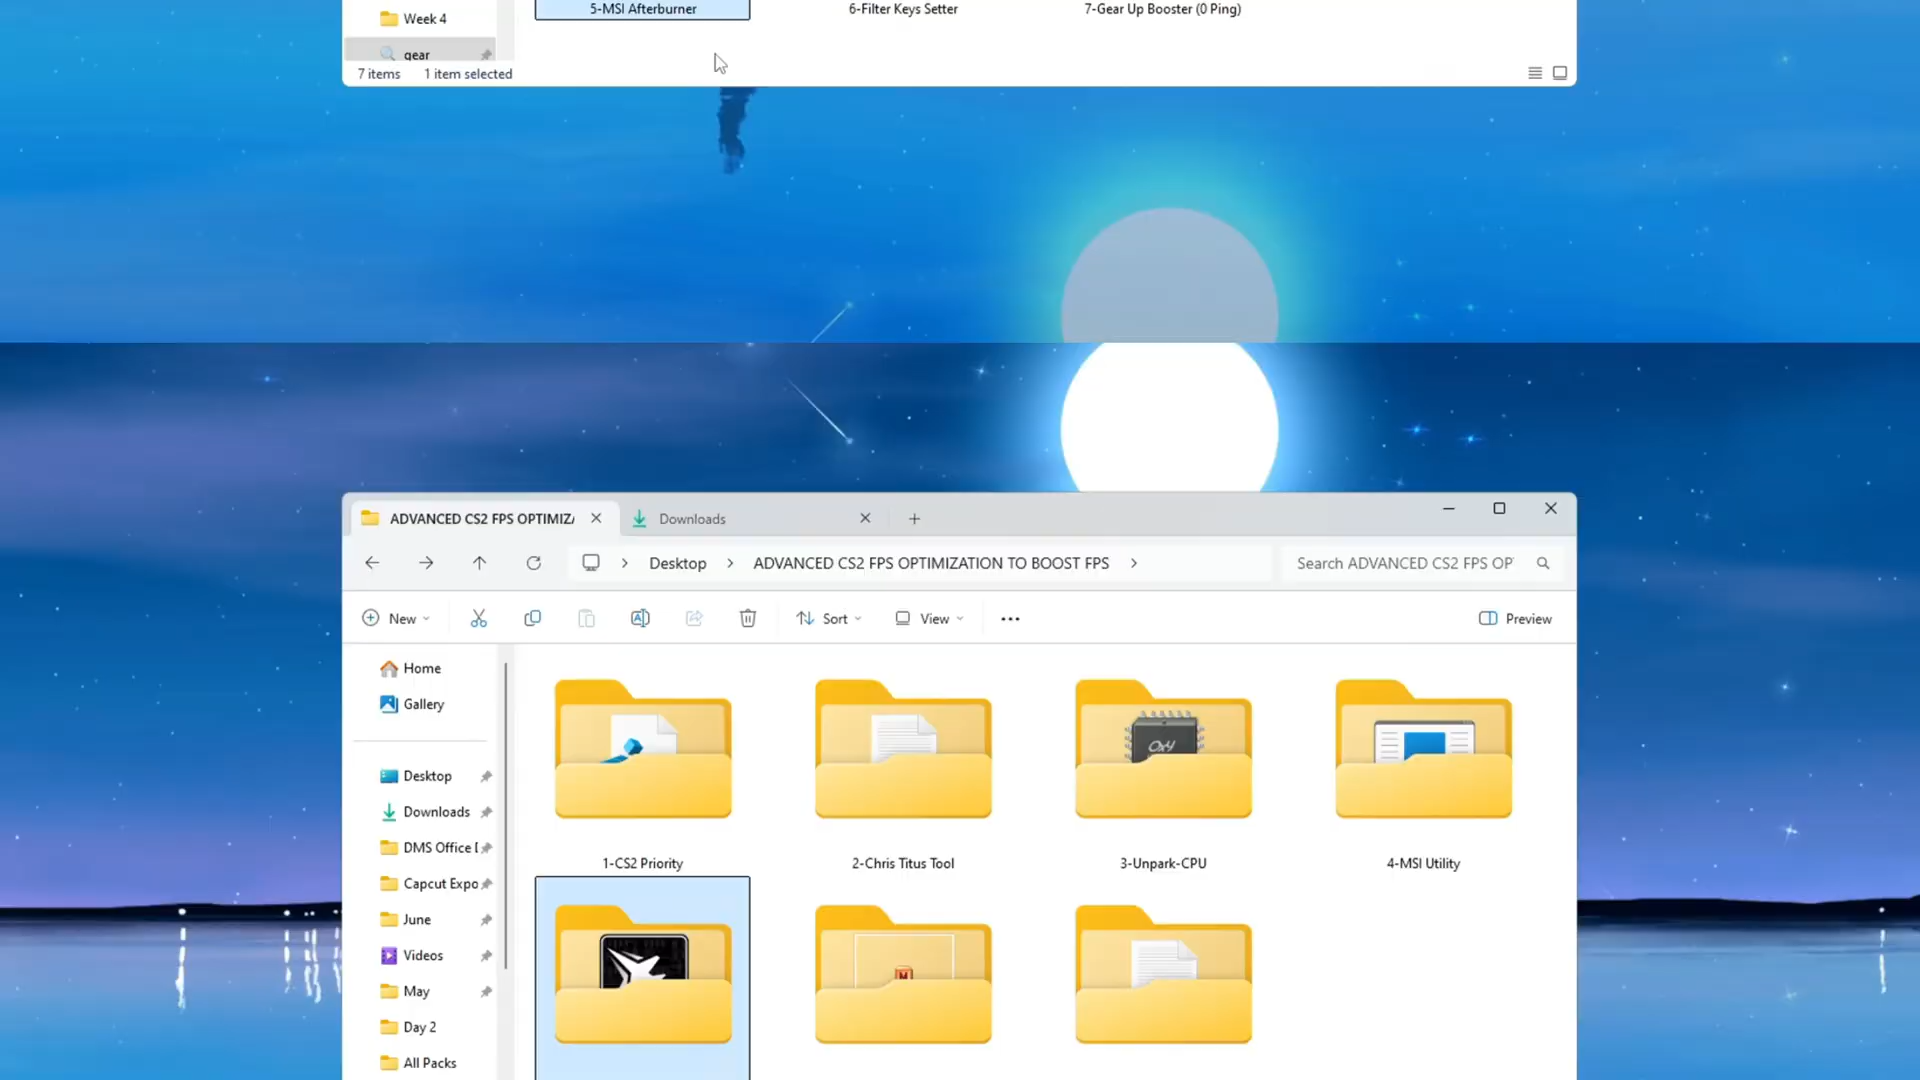 5-MSI Afterburner
6-Filter Keys Setter
7-Gear Up Booster (0 Ping)
Week 4
gear
7 items
1 item selected
ADVANCED CS2 FPS OPTIMIZ
Downloads
Desktop
ADVANCED CS2 FPS OPTIMIZATION TO BOOST FPS
Search ADVANCED CS2 FPS OP
New
Sort
View
Preview
Home
Gallery
Desktop
Downloads
DMS Office
Capcut Expo
June
Videos
May
Day 2
All Packs
Oxy
1-CS2 Priority
2-Chris Titus Tool
3-Unpark-CPU
4-MSI Utility
M